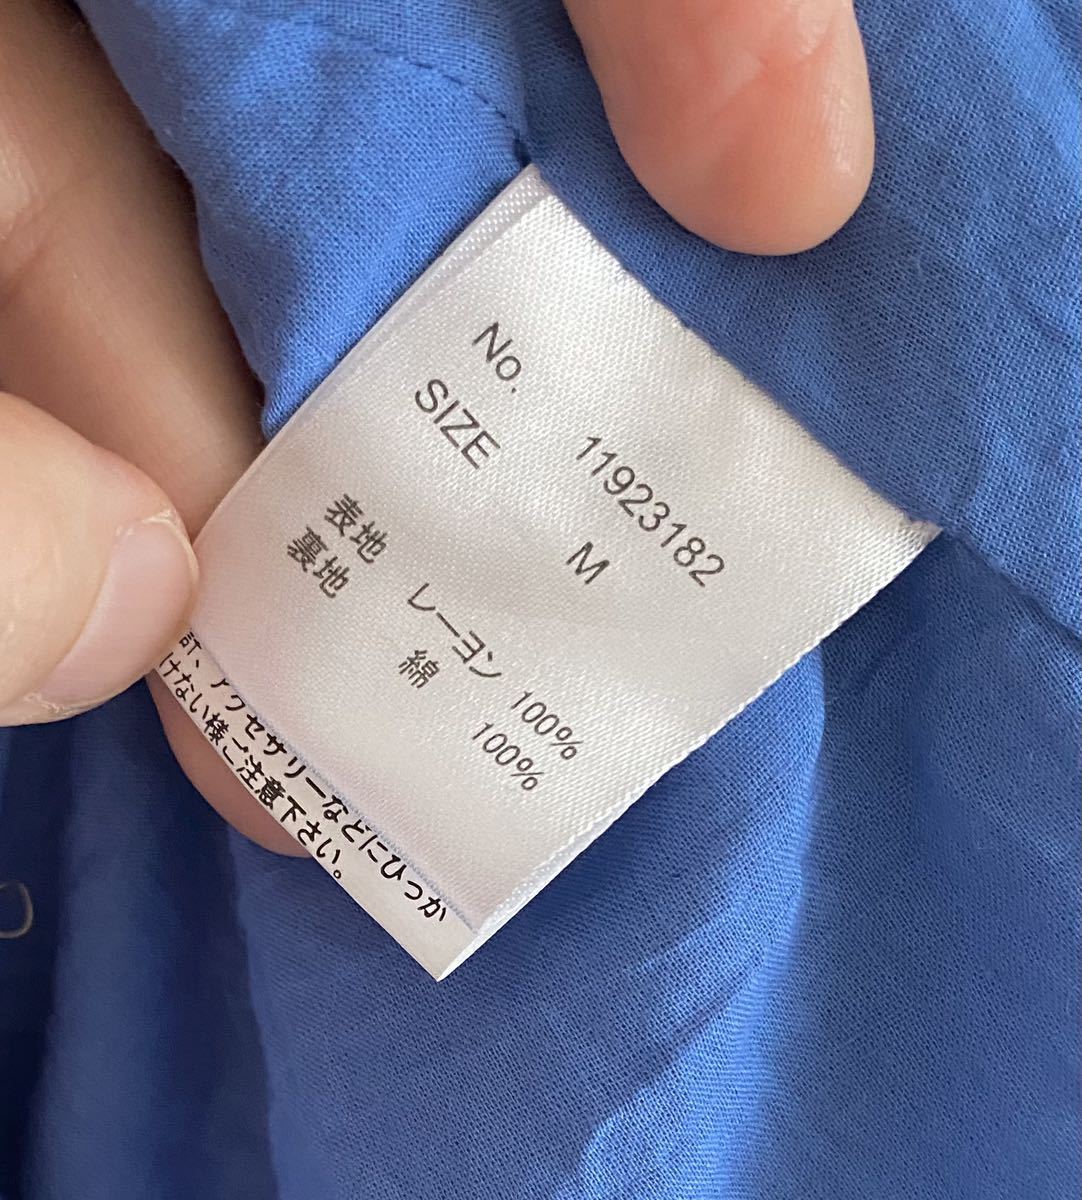 No. 11923182
SIZE M
表地 レーヨン 100%
裏地 綿 100%
計、アクセサリーなどにひっか
けない様ご注意下さい。